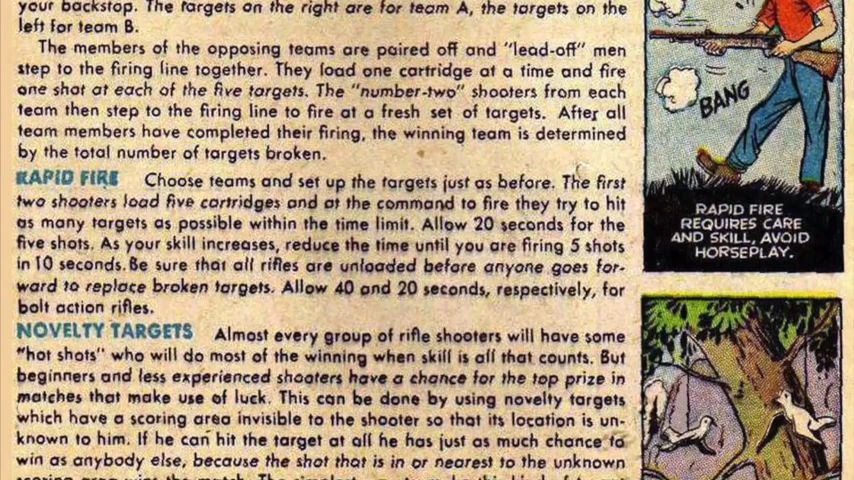 your backstop. The targets on the right are for team A, the targets on the
left for team B.
The members of the opposing teams are paired off and "lead-off" men
step to the firing line together. They load one cartridge at a time and fire
one shot at each of the five targets. The "number-two" shooters from each
team then step to the firing line to fire at a fresh set of targets. After all
team members have completed their firing, the winning team is determined
by the total number of targets broken.
RAPID FIRE Choose teams and set up the targets just as before. The first
two shooters load five cartridges and at the command to fire they try to hit
as many targets as possible within the time limit. Allow 20 seconds for the
five shots. As your skill increases, reduce the time until you are firing 5 shots
in 10 seconds. Be sure that all rifles are unloaded before anyone goes for-
ward to replace broken targets. Allow 40 and 20 seconds, respectively, for
bolt action rifles.
NOVELTY TARGETS Almost every group of rifle shooters will have some
"hot shots" who will do most of the winning when skill is all that counts. But
beginners and less experienced shooters have a chance for the top prize in
matches that make use of luck. This can be done by using novelty targets
which have a scoring area invisible to the shooter so that its location is un-
known to him. If he can hit the target at all he has just as much chance to
win as anybody else, because the shot that is in or nearest to the unknown
scoring area wins the match. The simplest
BANG
RAPID FIRE
REQUIRES CARE
AND SKILL, AVOID
HORSEPLAY.